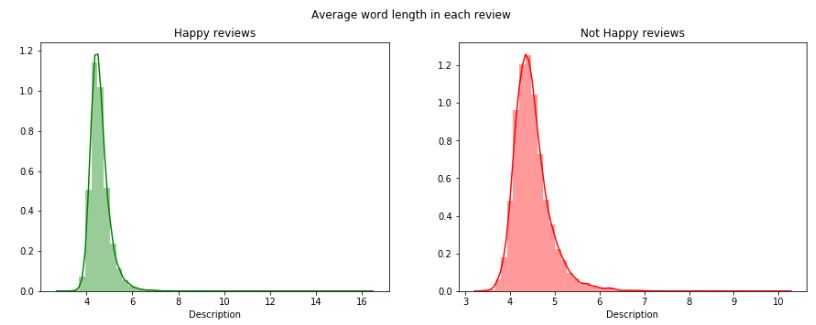 Average word length in each review
Happy reviews
1.2
1.0
0.8
0.6
0.4
0.2
0.0
4 6 8 10 12 14 16
Description
Not Happy reviews
1.2
1.0
0.8
0.6
0.4
0.2
0.0
3 4 5 6 7 8 9 10
Description